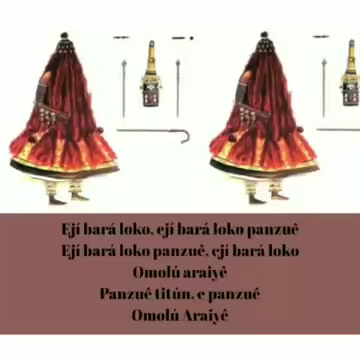 Ejí bará loko, ejí bará loko panzuê
Ejí bará loko panzuê, ejí bará loko
Omolú araiyê
Panzuê titún, e panzuê
Omolú Araiyê